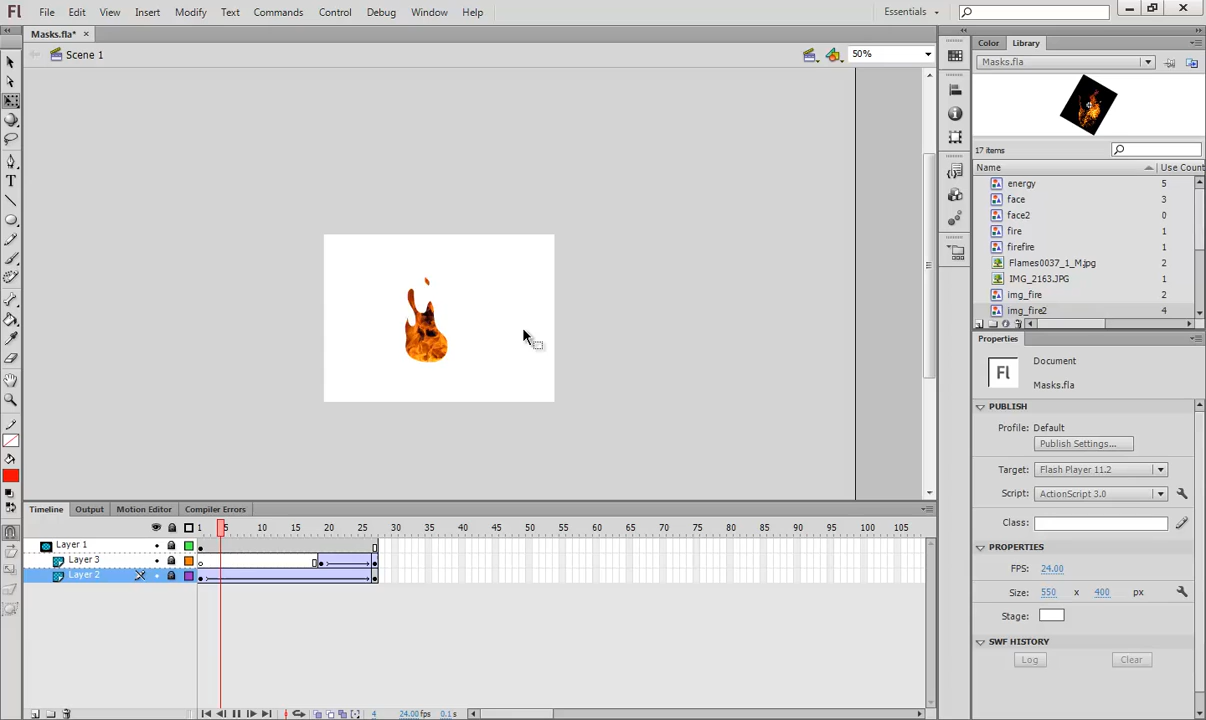 Fl File Edit View Insert Modify Text Commands Control Debug Window Help Essentials
Masks.fla* ×
Scene 1 50%
Color Library
Masks.fla
17 items
Name Use Count
energy 5
face 3
face2 0
fire 1
firefire 1
Flames0037_1_M.jpg 2
IMG_2163.JPG 1
img_fire 2
img_fire2 4
Properties
Fl Document
Masks.fla
PUBLISH
Profile: Default
Publish Settings...
Target: Flash Player 11.2
Script: ActionScript 3.0
Class:
PROPERTIES
FPS: 24.00
Size: 550 x 400 px
Stage:
SWF HISTORY
Log Clear
Timeline Output Motion Editor Compiler Errors
1 5 10 15 20 25 30 35 40 45 50 55 60 65 70 75 80 85 90 95 100 105
Layer 1
Layer 3
Layer 2
4 24.00 fps 0.1 s